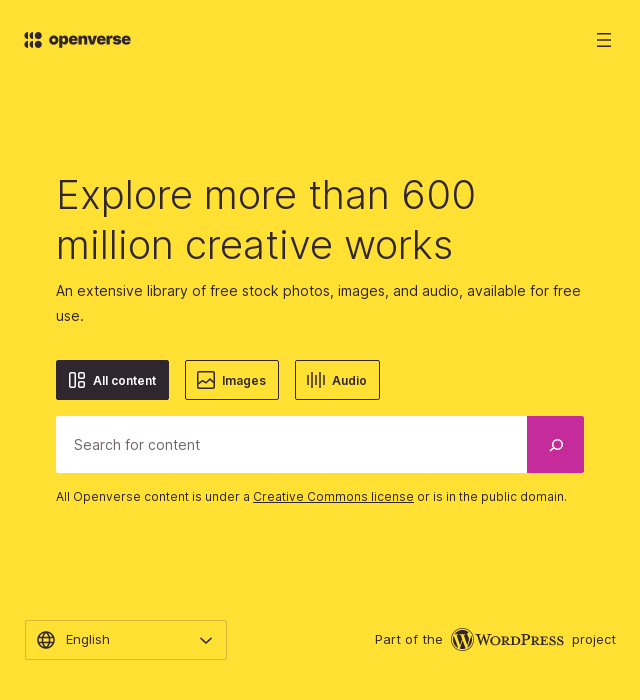 openverse
Explore more than 600
million creative works
An extensive library of free stock photos, images, and audio, available for free
use.
All content Images Audio
Search for content
All Openverse content is under a Creative Commons license or is in the public domain.
English Part of the WordPress project